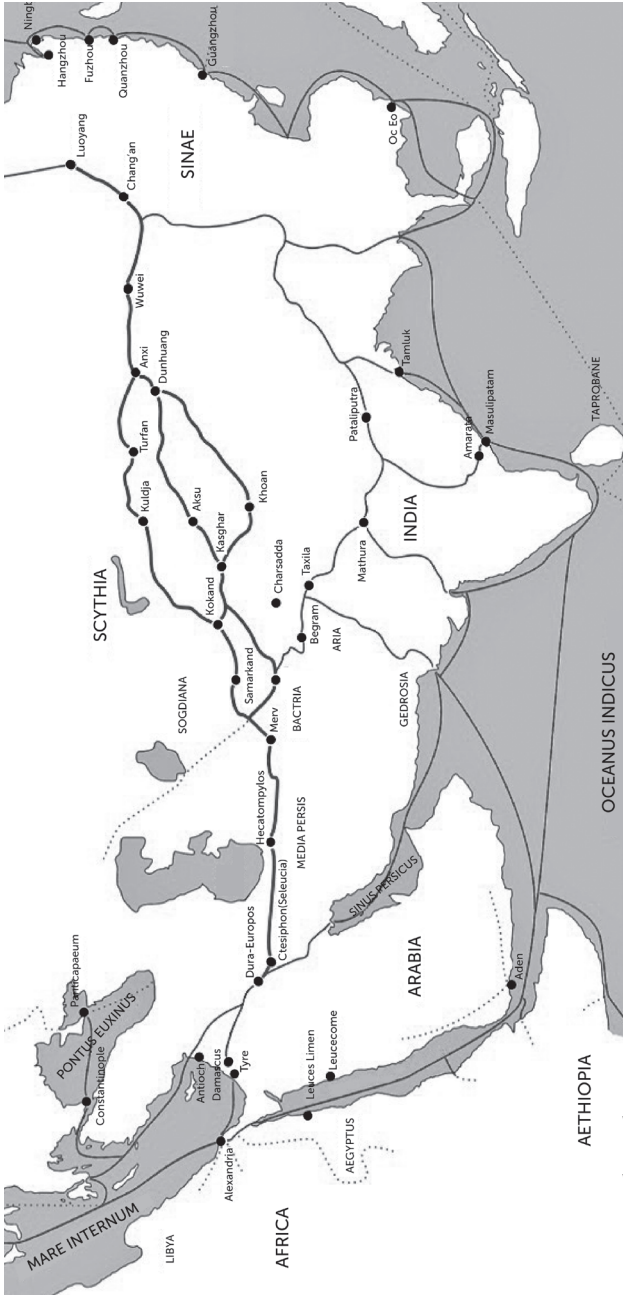 Ningb
Hangzhou
Fuzhou
Quanzhou
Guangzhou
Luoyang
Chang'an
SINAE
Oc Eo
Wuwei
Anxi
Dunhuang
Turfan
Kuldja
Aksu
Khoan
Kasghar
Kokand
SCYTHIA
Charsadda
Taxila
Begram
ARIA
Mathura
Pataliputra
Tamluk
Amarata
Masulipatam
TAPROBANE
INDIA
SOGDIANA
Samarkand
Merv
BACTRIA
GEDROSIA
Hecatompylos
MEDIA PERSIS
OCEANUS INDICUS
Dura-Europos
Ctesiphon(Seleucia)
SINUS PERSICUS
ARABIA
Aden
Panticapaeum
PONTUS EUXINUS
Constantinople
Antioch
Damascus
Tyre
Leuces Limen
Leucecome
AEGYPTUS
Alexandria
AETHIOPIA
MARE INTERNUM
LIBYA
AFRICA